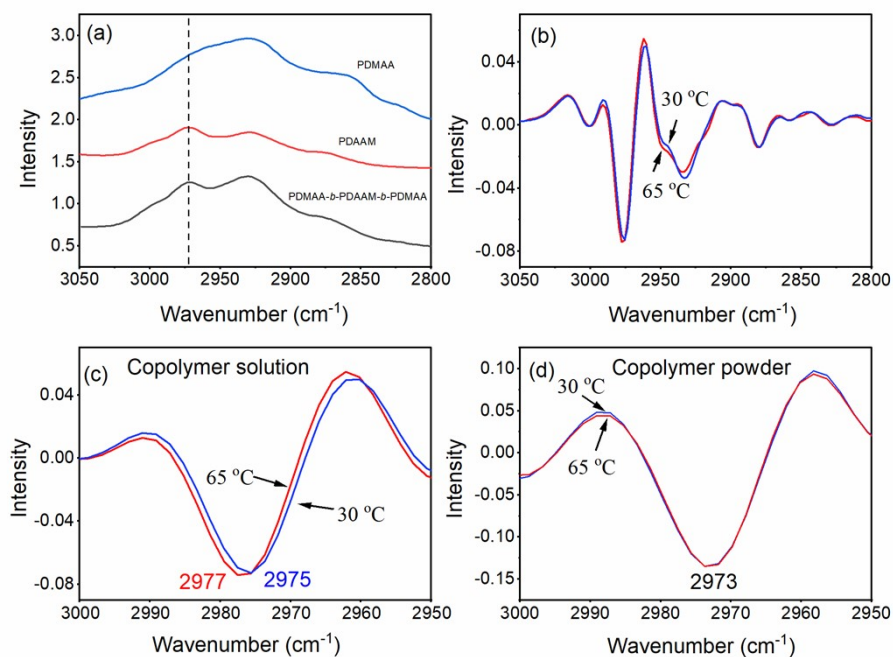 (a)
3.0
2.5
2.0
1.5
1.0
0.5
Intensity
PDMAA
PDAAM
PDMAA-b-PDAAM-b-PDMAA
3050 3000 2950 2900 2850 2800
Wavenumber (cm⁻¹)
(b)
0.04
0.00
-0.04
-0.08
Intensity
30 °C
65 °C
3050 3000 2950 2900 2850 2800
Wavenumber (cm⁻¹)
(c) Copolymer solution
0.04
0.00
-0.04
-0.08
Intensity
65 °C
30 °C
2977 2975
3000 2990 2980 2970 2960 2950
Wavenumber (cm⁻¹)
(d) Copolymer powder
0.10
0.05
0.00
-0.05
-0.10
-0.15
Intensity
30 °C
65 °C
2973
3000 2990 2980 2970 2960 2950
Wavenumber (cm⁻¹)